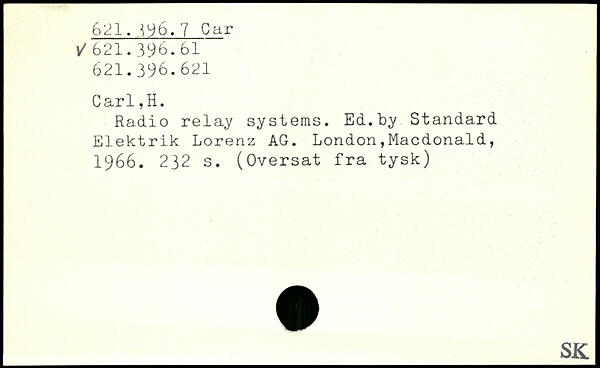 621.396.7 Car
√ 621.396.61
621.396.621
Carl,H.
Radio relay systems. Ed.by Standard
Elektrik Lorenz AG. London,Macdonald,
1966. 232 s. (Oversat fra tysk)
SK